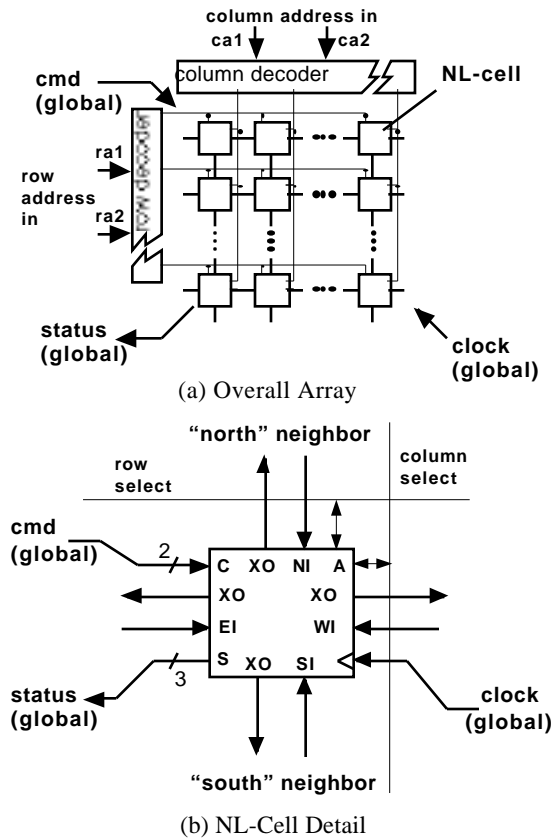 column address in
ca1 ca2
column decoder
cmd
(global)
NL-cell
row decoder
ra1
row
address
in
ra2
status
(global)
clock
(global)
(a) Overall Array
“north” neighbor
row
select
column
select
cmd
(global)
2
C XO NI A
XO XO
EI WI
S XO SI
3
status
(global)
clock
(global)
“south” neighbor
(b) NL-Cell Detail